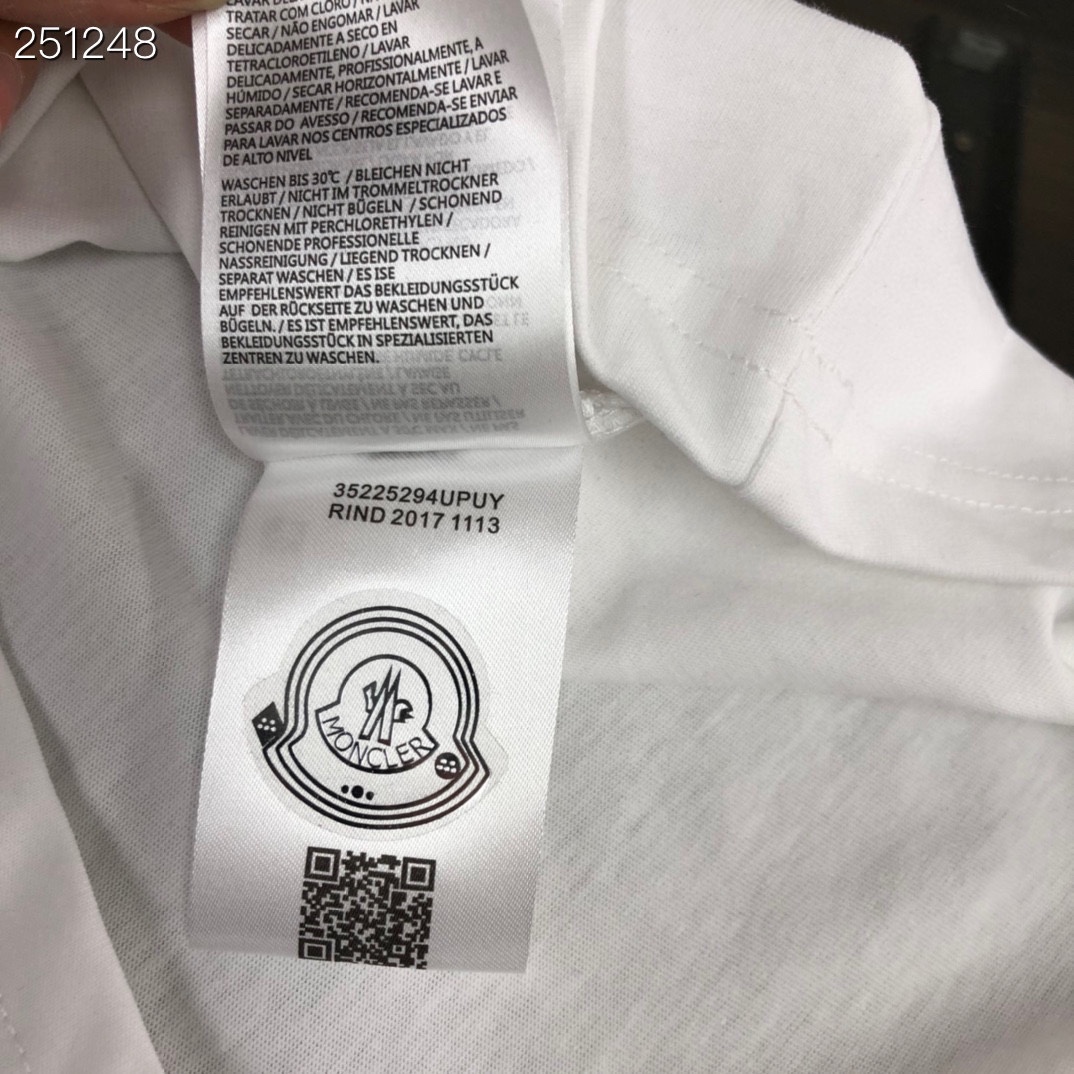 251248
TRATAR COM CLORO /
SECAR / NÃO ENGOMAR / LAVAR
DELICADAMENTE A SECO EN
TETRACLOROETILENO / LAVAR
DELICADAMENTE, PROFISSIONALMENTE, A
HÚMIDO / SECAR HORIZONTALMENTE / LAVAR
SEPARADAMENTE / RECOMENDA-SE LAVAR E
PASSAR DO AVESSO / RECOMENDA-SE ENVIAR
PARA LAVAR NOS CENTROS ESPECIALIZADOS
DE ALTO NIVEL
WASCHEN BIS 30℃ / BLEICHEN NICHT
ERLAUBT / NICHT IM TROMMELTROCKNER
TROCKNEN / NICHT BÜGELN / SCHONEND
REINIGEN MIT PERCHLORETHYLEN /
SCHONENDE PROFESSIONELLE
NASSREINIGUNG / LIEGEND TROCKNEN /
SEPARAT WASCHEN / ES ISE
EMPFEHLENSWERT DAS BEKLEIDUNGSSTÜCK
AUF DER RÜCKSEITE ZU WASCHEN UND
BÜGELN. / ES IST EMPFEHLENSWERT, DAS
BEKLEIDUNGSSTÜCK IN SPEZIALISIERTEN
ZENTREN ZU WASCHEN.
35225294UPUY
RIND 2017 1113
MONCLER